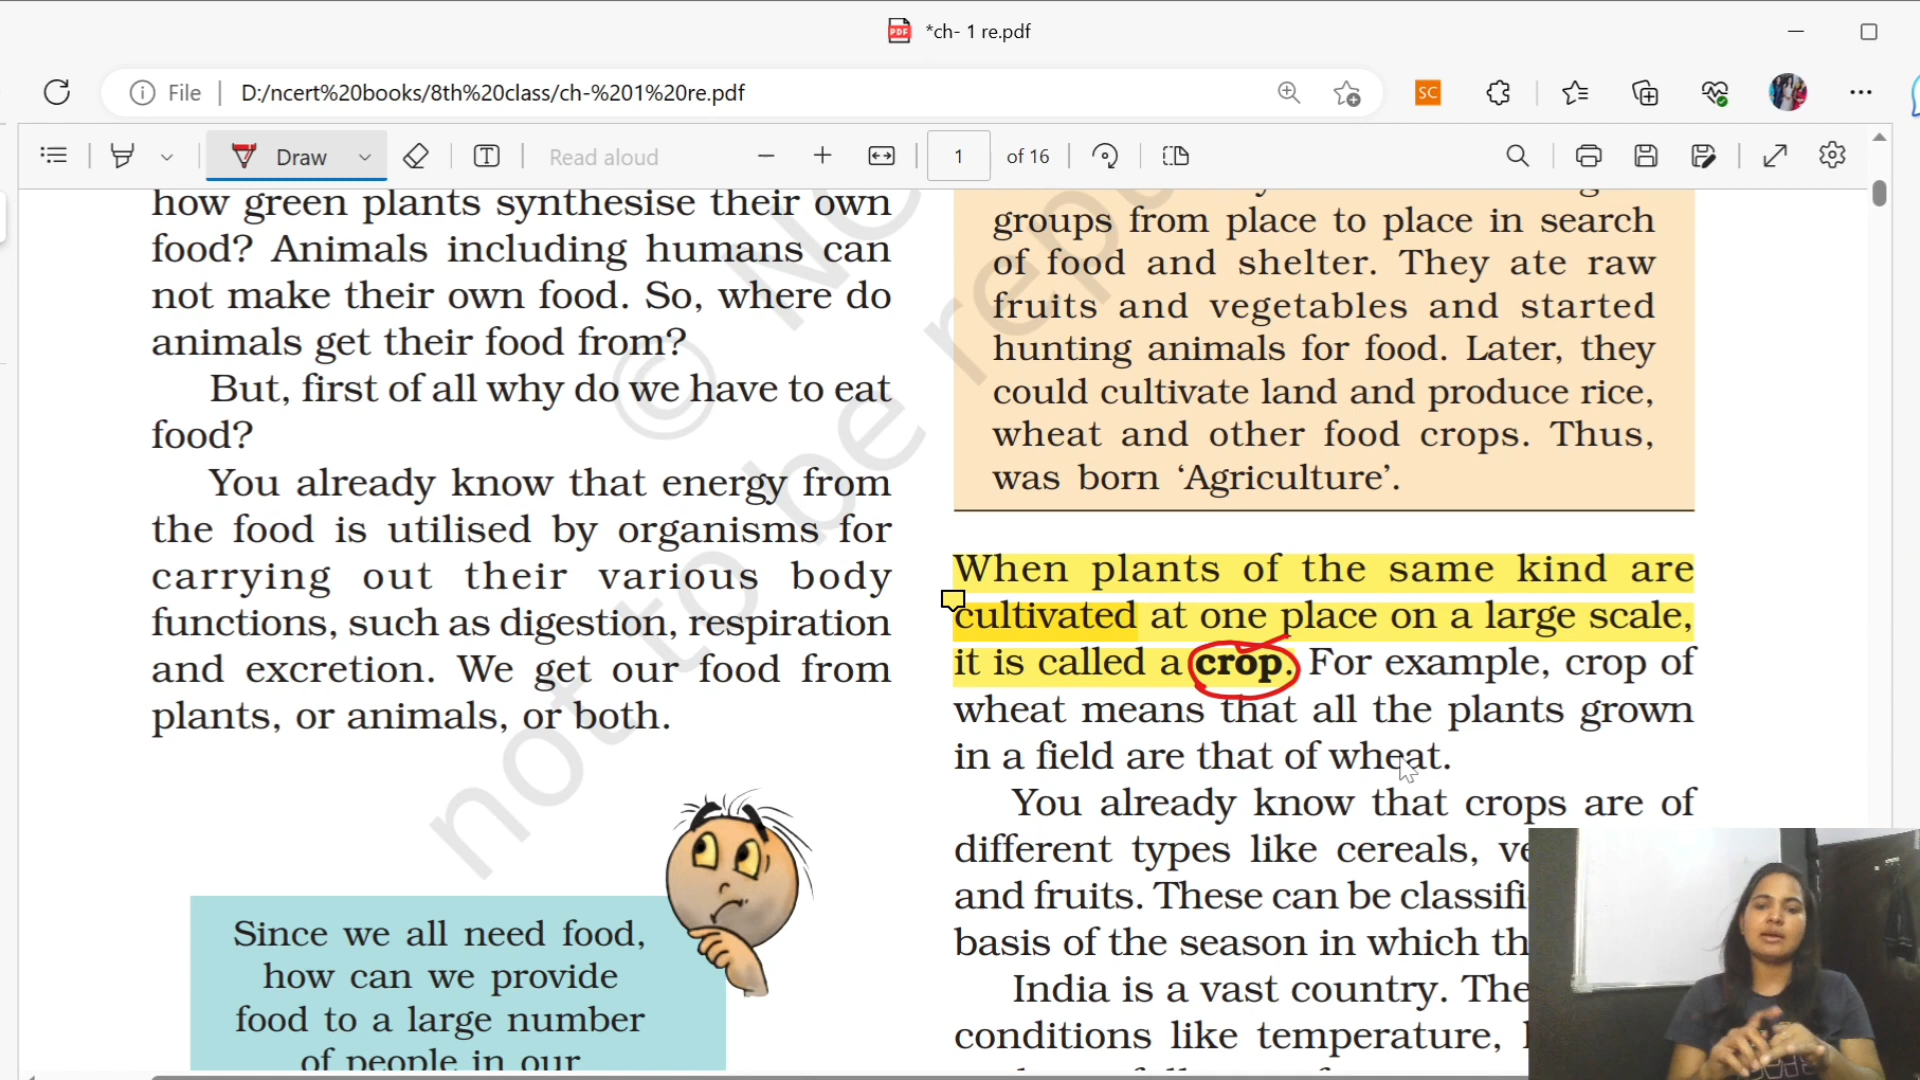 *ch- 1 re.pdf
File D:/ncert%20books/8th%20class/ch-%201%20re.pdf
SC
Draw
Read aloud
1 of 16
how green plants synthesise their own
food? Animals including humans can
not make their own food. So, where do
animals get their food from?
But, first of all why do we have to eat
food?
You already know that energy from
the food is utilised by organisms for
carrying out their various body
functions, such as digestion, respiration
and excretion. We get our food from
plants, or animals, or both.
Since we all need food,
how can we provide
food to a large number
of people in our
groups from place to place in search
of food and shelter. They ate raw
fruits and vegetables and started
hunting animals for food. Later, they
could cultivate land and produce rice,
wheat and other food crops. Thus,
was born ‘Agriculture’.
When plants of the same kind are
cultivated at one place on a large scale,
it is called a crop. For example, crop of
wheat means that all the plants grown
in a field are that of wheat.
You already know that crops are of
different types like cereals, ve
and fruits. These can be classifi
basis of the season in which th
India is a vast country. The
conditions like temperature,
not to be rep